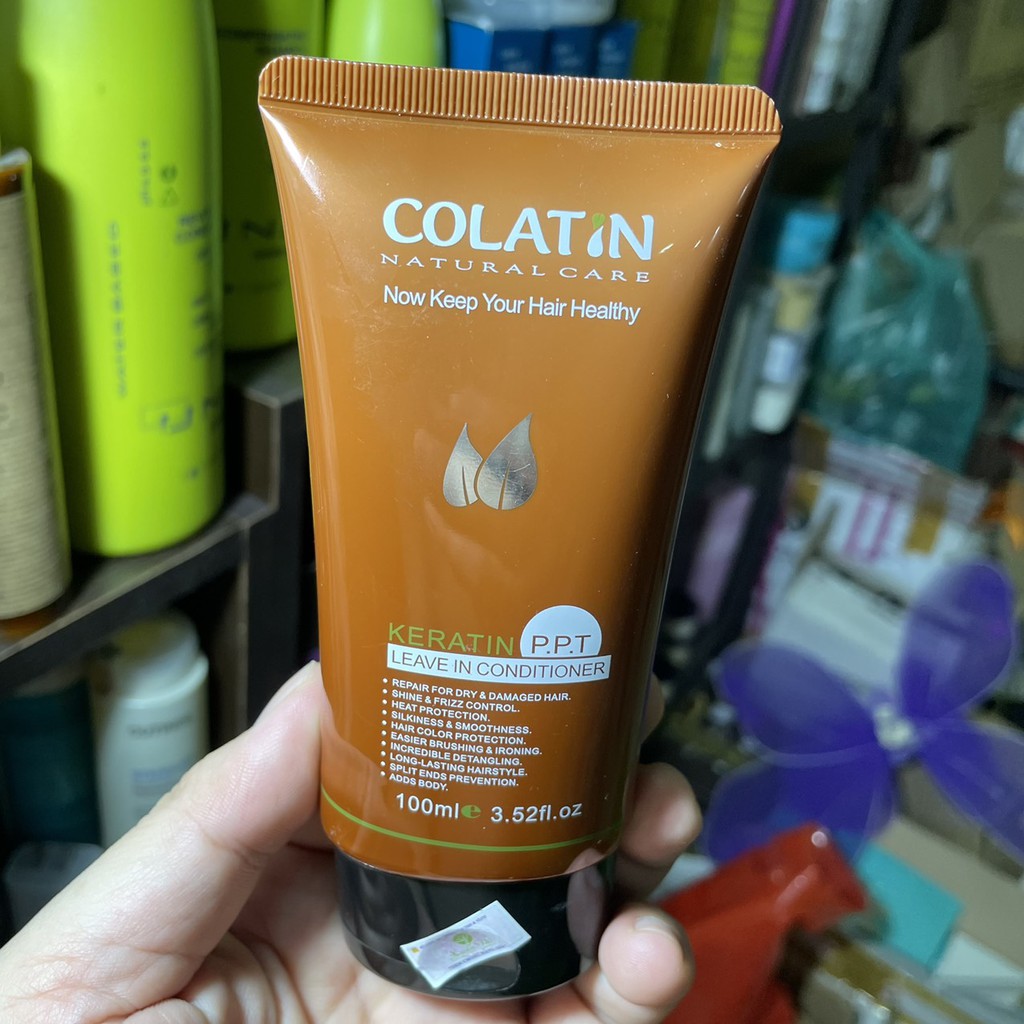 COLATIN
NATURAL CARE
Now Keep Your Hair Healthy
KERATIN P.P.T
LEAVE IN CONDITIONER
• REPAIR FOR DRY & DAMAGED HAIR.
• SHINE & FRIZZ CONTROL.
• HEAT PROTECTION.
• SILKINESS & SMOOTHNESS.
• HAIR COLOR PROTECTION.
• EASIER BRUSHING & IRONING.
• INCREDIBLE DETANGLING.
• LONG-LASTING HAIRSTYLE.
• SPLIT ENDS PREVENTION.
• ADDS BODY.
100ml e 3.52fl.oz